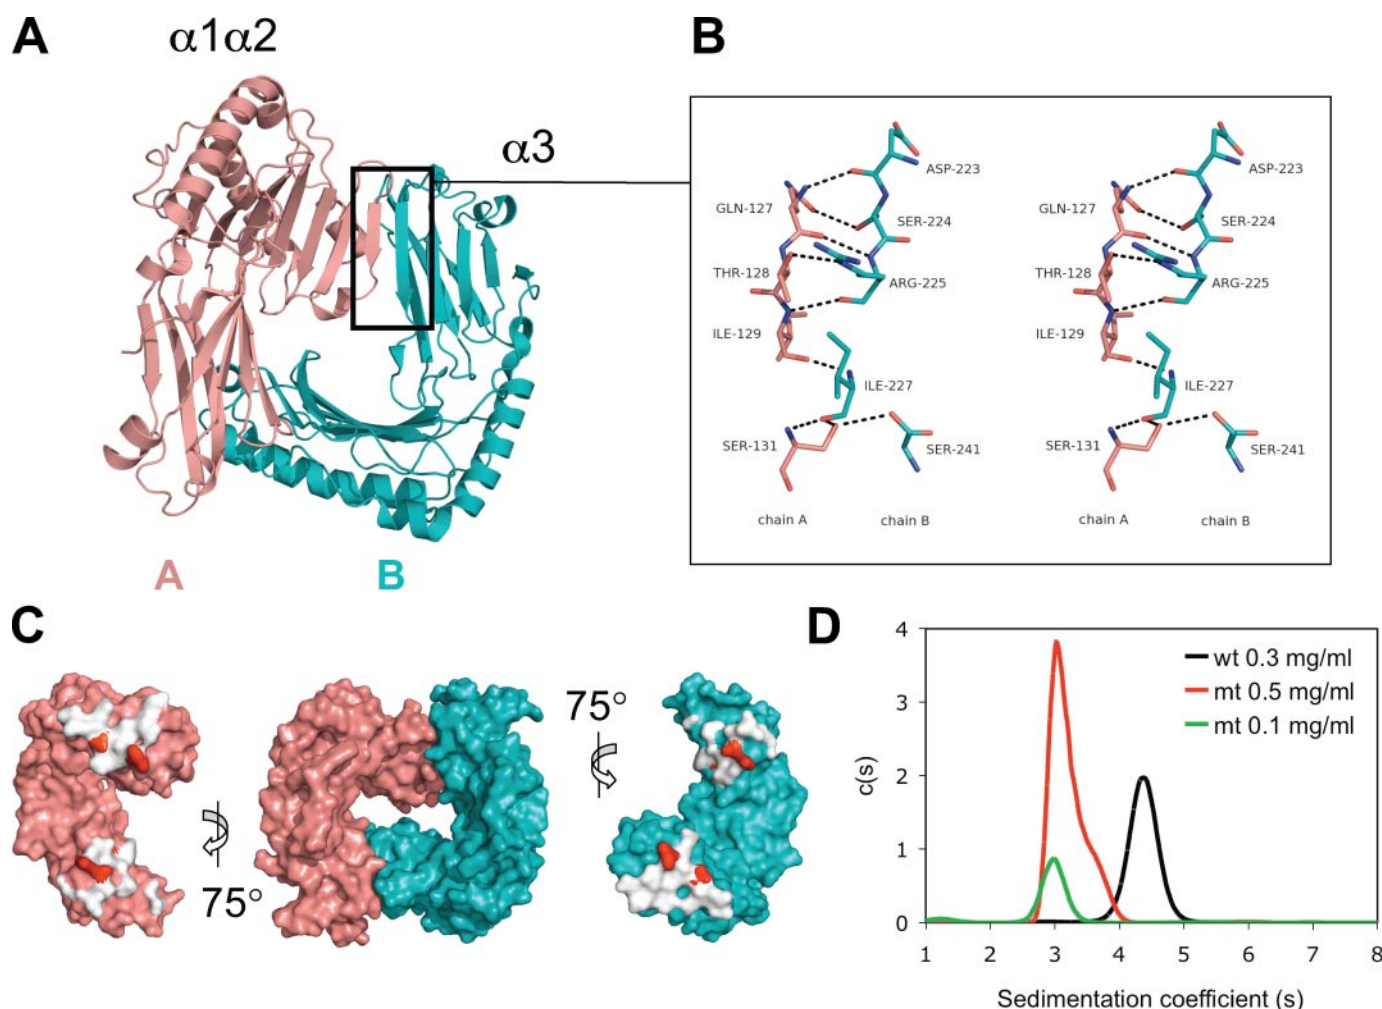 A
α1α2
α3
A
B
B
ASP-223
GLN-127
SER-224
THR-128
ARG-225
ILE-129
ILE-227
SER-131
SER-241
chain A
chain B
ASP-223
GLN-127
SER-224
THR-128
ARG-225
ILE-129
ILE-227
SER-131
SER-241
chain A
chain B
C
75°
75°
D
c(s)
4
3
2
1
0
wt 0.3 mg/ml
mt 0.5 mg/ml
mt 0.1 mg/ml
1 2 3 4 5 6 7 8
Sedimentation coefficient (s)